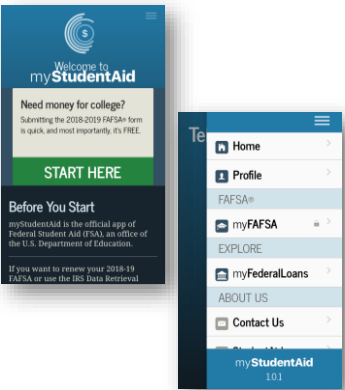 S
Welcome to
myStudentAid
Need money for college?
Submitting the 2018-2019 FAFSA® form
is quick, and most importantly, it's FREE.
START HERE
Before You Start
myStudentAid is the official app of
Federal Student Aid (FSA), an office of
the U.S. Department of Education.
If you want to renew your 2018-19
FAFSA or use the IRS Data Retrieval
Te
Home
Profile
FAFSA®
myFAFSA
EXPLORE
myFederalLoans
ABOUT US
Contact Us
myStudentAid
1.0.1